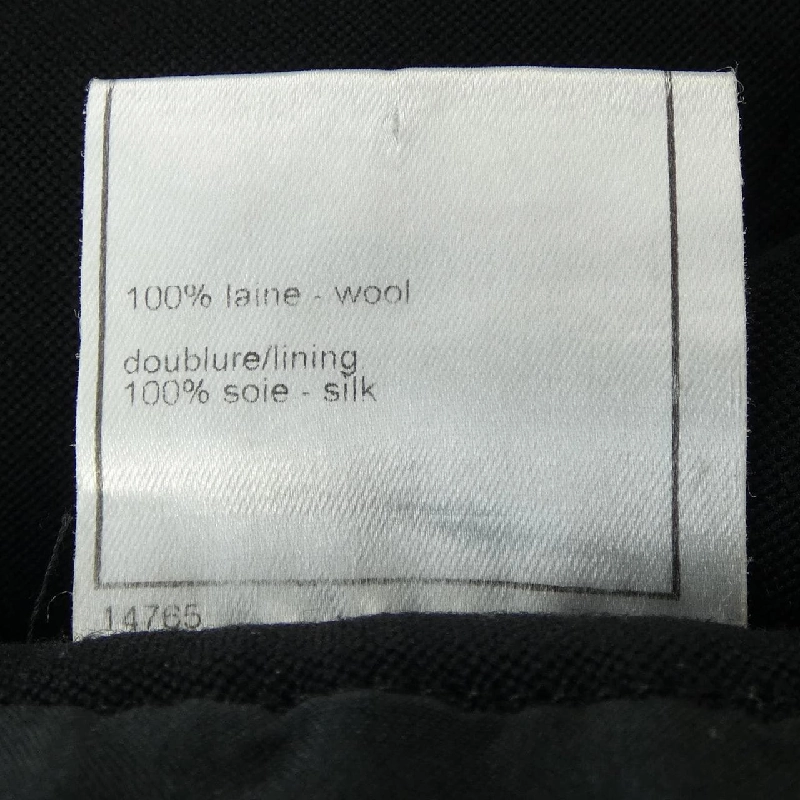 100% laine - wool
doublure/lining
100% soie - silk
14765